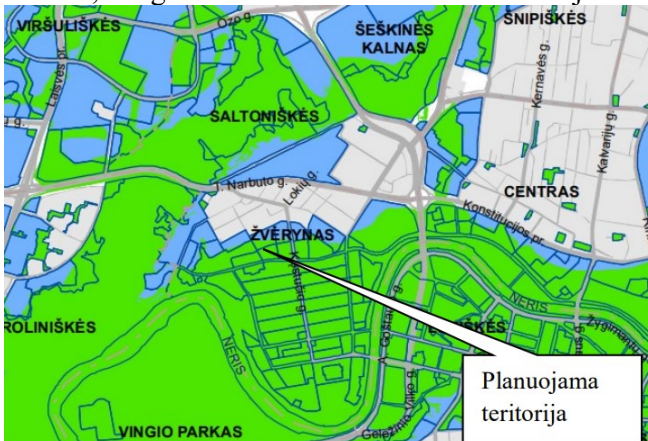 VIRŠULIŠKĖS
Ozo g.
ŠEŠKINĖS
KALNAS
ŠNIPIŠKĖS
Laisvės pr.
Kernavės g.
Kalvarijų g.
SALTONIŠKĖS
J. Narbuto g.
Lokių g.
CENTRAS
Konstitucijos pr.
ŽVĖRYNAS
Kęstučio g.
NERIS
ROLINIŠKĖS
A. Goštauto g.
Žygimantų g.
IŠKĖS
NERIS
Vilko g.
Planuojama
teritorija
VINGIO PARKAS
Geležinio